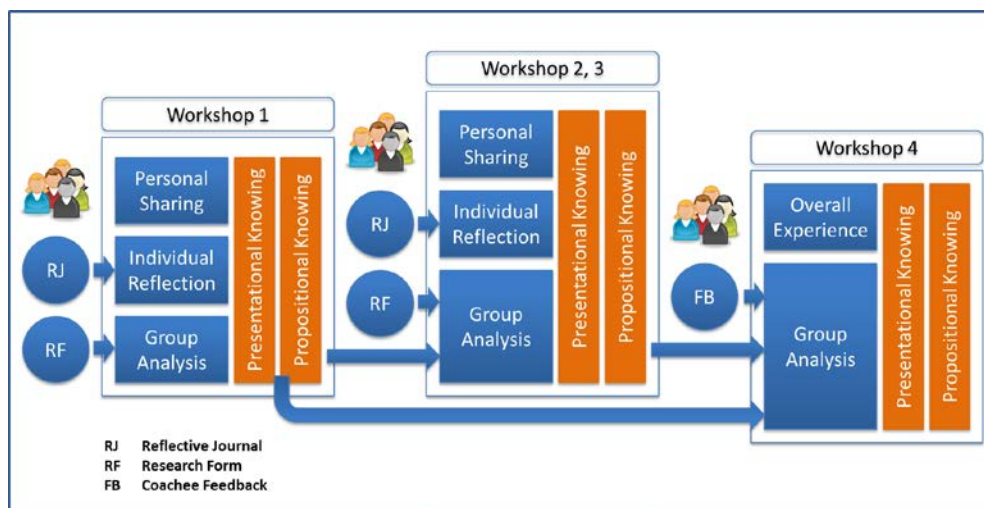 Workshop 1
Personal
Sharing
RJ
Individual
Reflection
RF
Group
Analysis
Presentational Knowing
Propositional Knowing
Workshop 2, 3
Personal
Sharing
RJ
Individual
Reflection
RF
Group
Analysis
Presentational Knowing
Propositional Knowing
Workshop 4
Overall
Experience
FB
Group
Analysis
Presentational Knowing
Propositional Knowing
RJ Reflective Journal
RF Research Form
FB Coachee Feedback